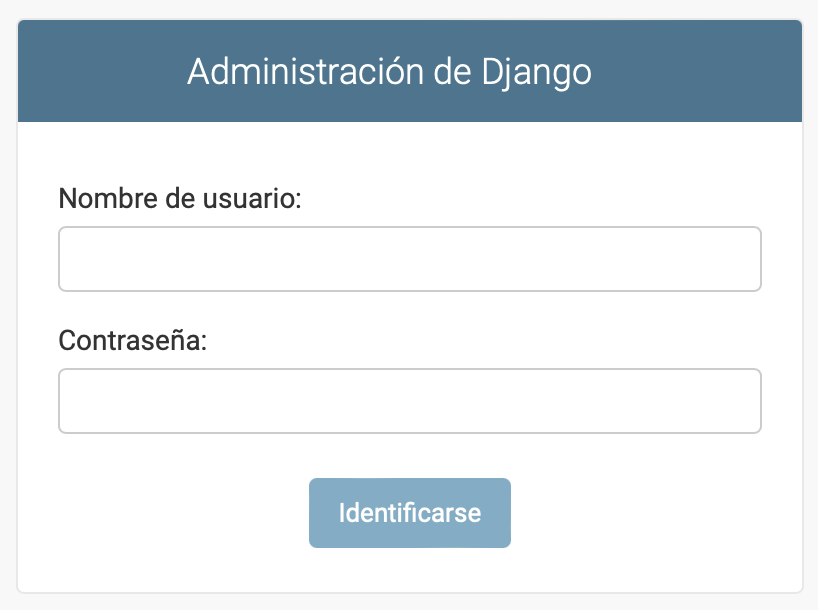 Administración de Django
Nombre de usuario:
Contraseña:
Identificarse